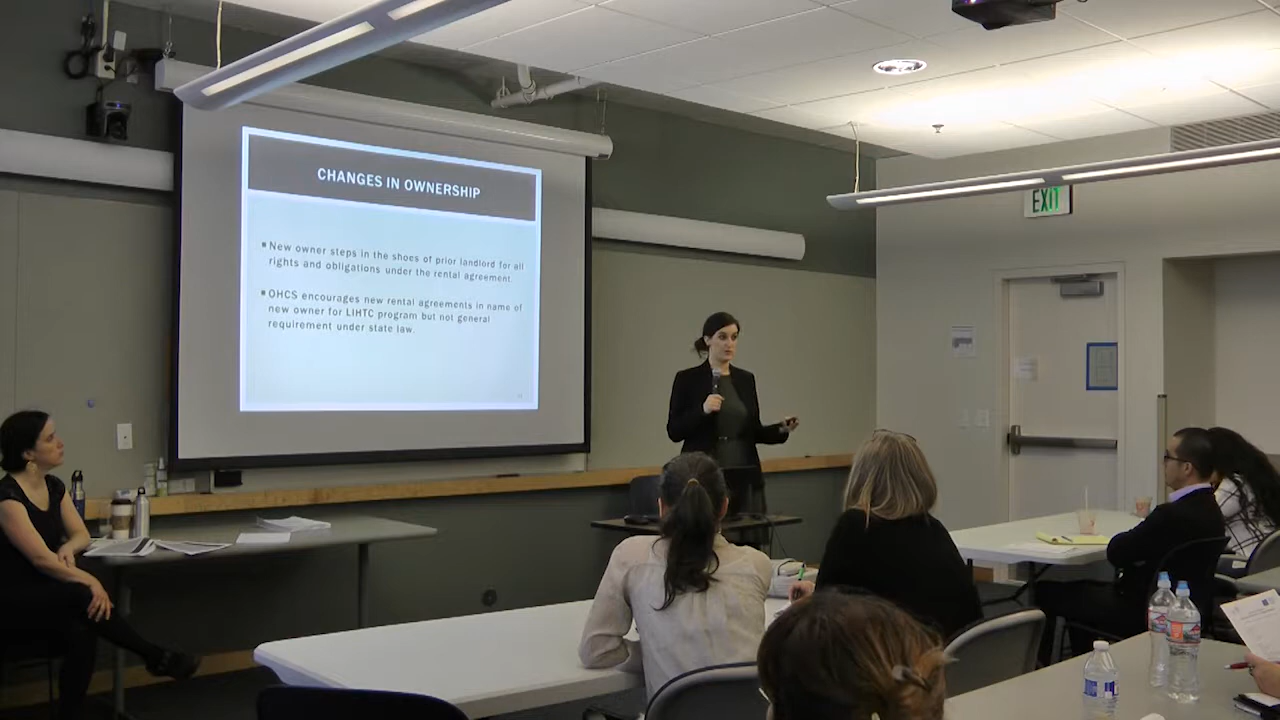 CHANGES IN OWNERSHIP
▪New owner steps in the shoes of prior landlord for all
rights and obligations under the rental agreement.
▪OHCS encourages new rental agreements in name of
new owner for LIHTC program but not general
requirement under state law.
EXIT